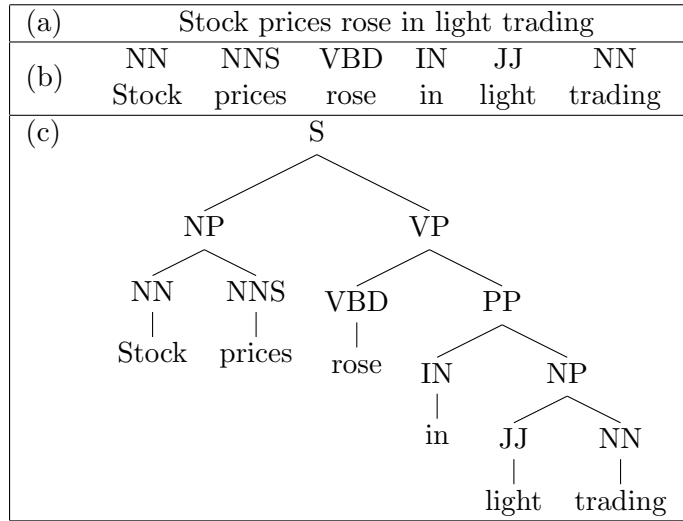 (a) Stock prices rose in light trading
NN NNS VBD IN JJ NN
(b)
Stock prices rose in light trading
(c) S
NP VP
NN NNS VBD PP
Stock prices rose IN NP
in JJ NN
light trading